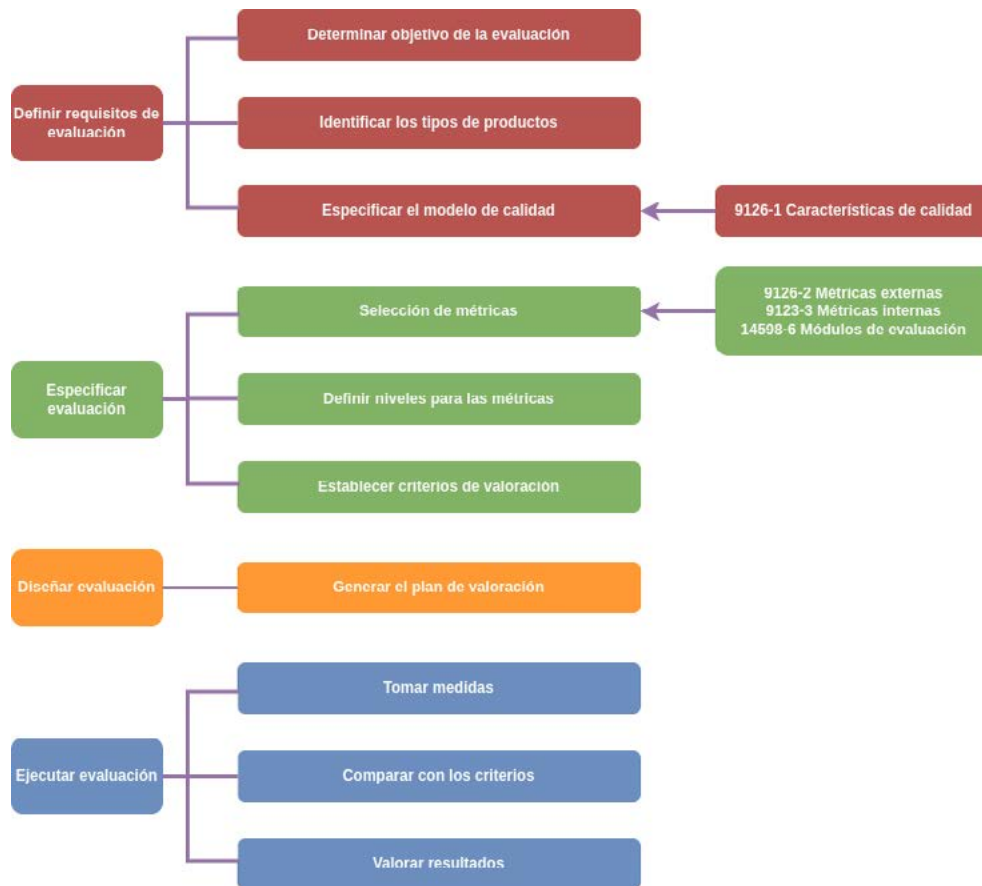 Determinar objetivo de la evaluación
Definir requisitos de
evaluación
Identificar los tipos de productos
Especificar el modelo de calidad
9126-1 Característícas de calidad
Selección de métricas
9126-2 Métricas externas
9123-3 Métricas internas
14598-6 Módulos de evaluación
Especificar
evaluación
Definir niveles para las métricas
Establecer criterios de valoración
Diseñar evaluación
Generar el plan de valoración
Tomar medidas
Ejecutar evaluación
Comparar con los criterios
Valorar resultados